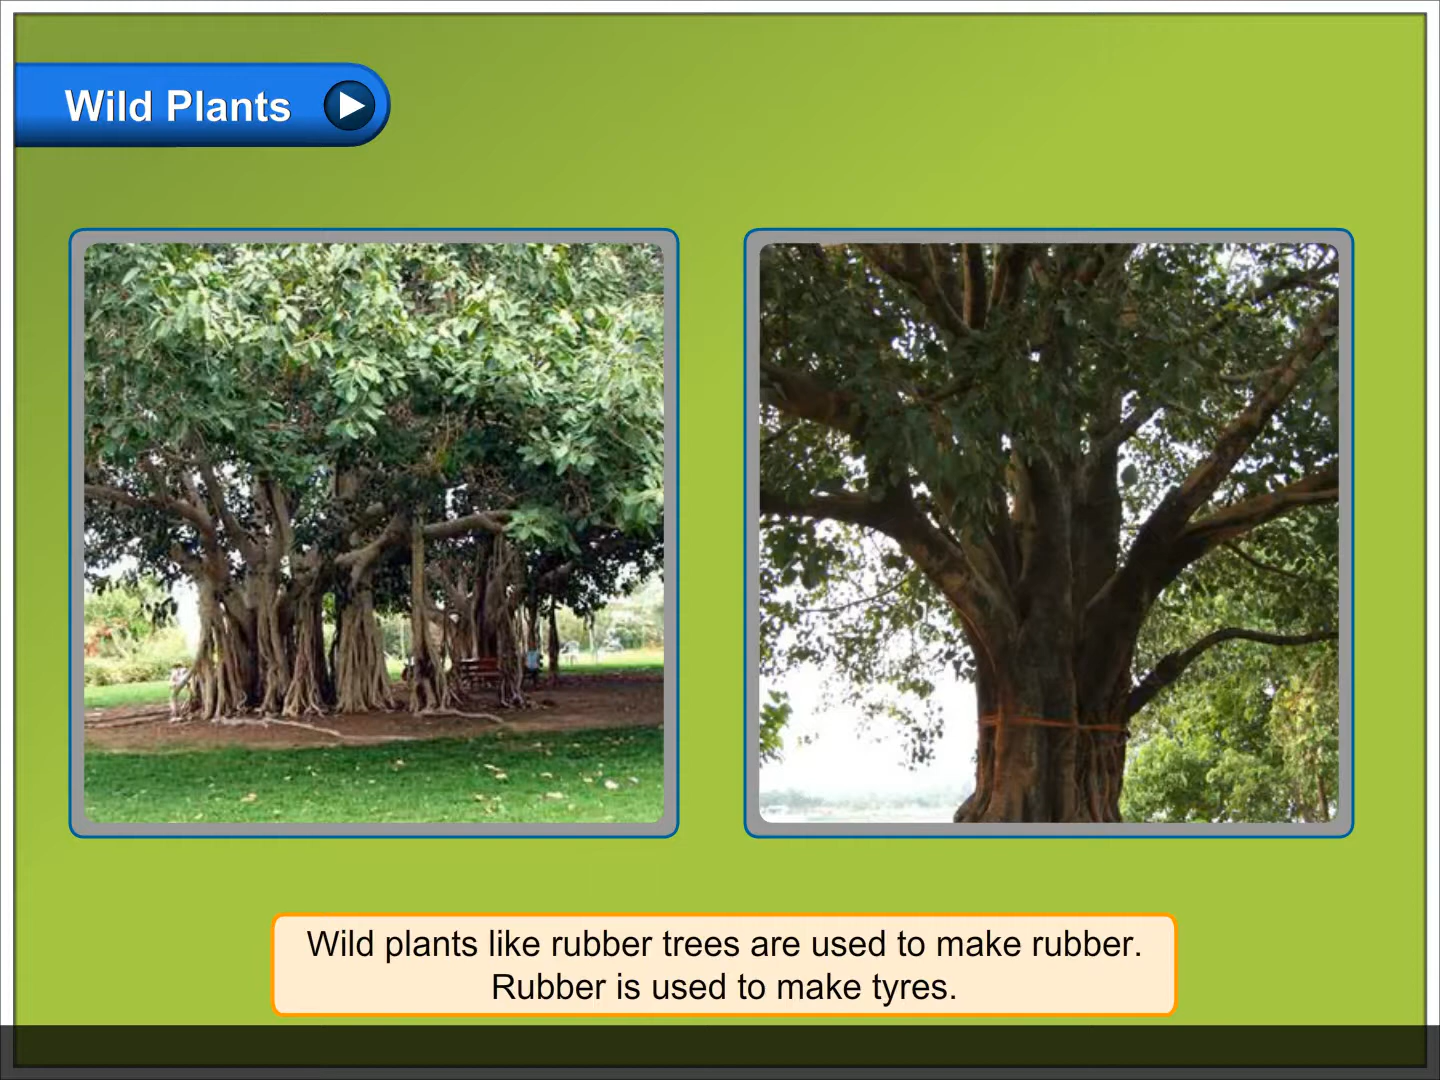 Wild Plants
Wild plants like rubber trees are used to make rubber.
Rubber is used to make tyres.